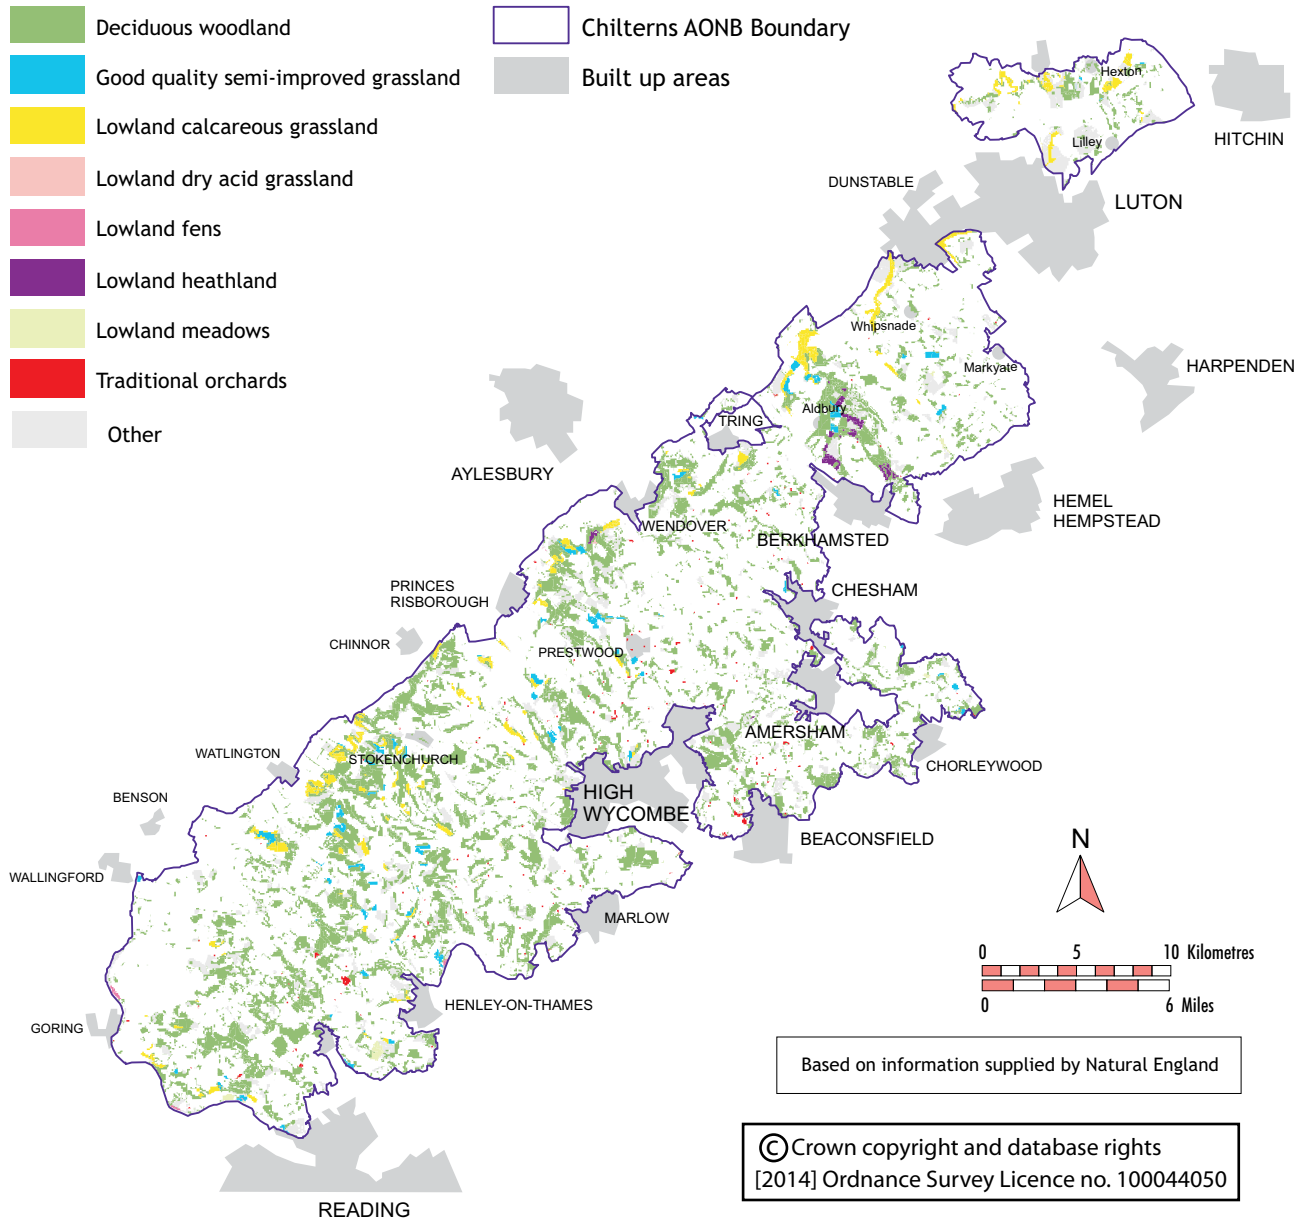 Deciduous woodland
Good quality semi-improved grassland
Lowland calcareous grassland
Lowland dry acid grassland
Lowland fens
Lowland heathland
Lowland meadows
Traditional orchards
Other
Chilterns AONB Boundary
Built up areas
Hexton
HITCHIN
Lilley
DUNSTABLE
LUTON
Whipsnade
Markyate
HARPENDEN
Aldbury
TRING
AYLESBURY
HEMEL
HEMPSTEAD
WENDOVER
BERKHAMSTED
PRINCES
RISBOROUGH
CHESHAM
CHINNOR
PRESTWOOD
AMERSHAM
WATLINGTON
STOKENCHURCH
CHORLEYWOOD
BENSON
HIGH
WYCOMBE
BEACONSFIELD
WALLINGFORD
MARLOW
HENLEY-ON-THAMES
GORING
READING
N
0 5 10 Kilometres
0 6 Miles
Based on information supplied by Natural England
© Crown copyright and database rights
[2014] Ordnance Survey Licence no. 100044050